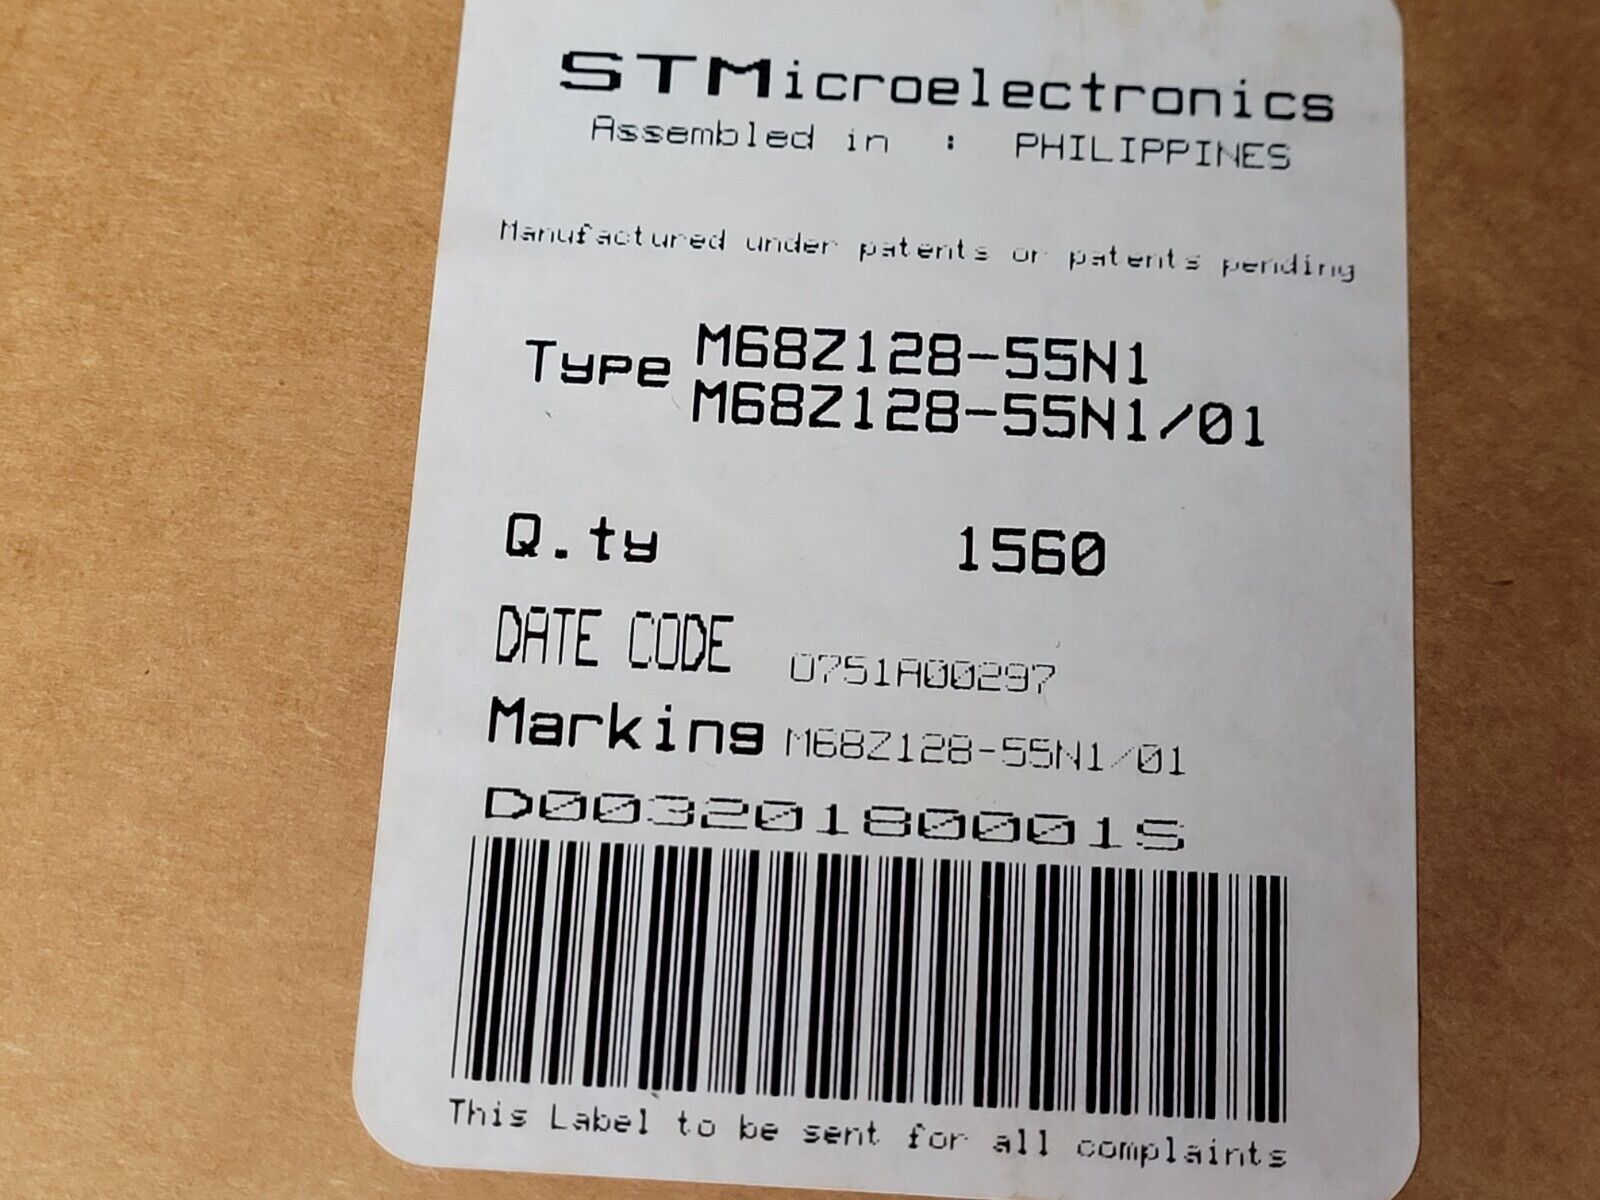 STMicroelectronics
Assembled in : PHILIPPINES
Manufactured under patents or patents pending
Type M68Z128-55N1
M68Z128-55N1/01
Q.ty 1560
DATE CODE 0751A00297
Marking M68Z128-55N1/01
D00320180001S
This Label to be sent for all complaints